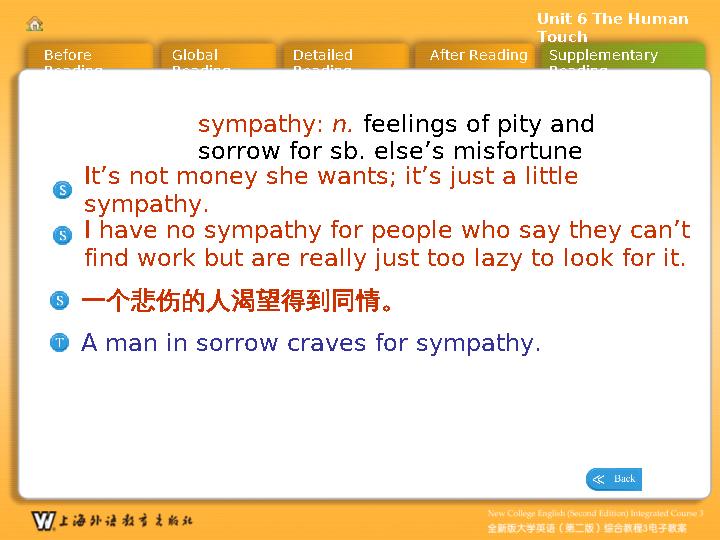 Unit 6 The Human
Touch
Before
Reading
Global
Reading
Detailed
Reading
After Reading
Supplementary
Reading
sympathy: n. feelings of pity and
sorrow for sb. else’s misfortune
S It’s not money she wants; it’s just a little
sympathy.
S I have no sympathy for people who say they can’t
find work but are really just too lazy to look for it.
S 一个悲伤的人渴望得到同情。
T A man in sorrow craves for sympathy.
≪ Back
W 上海外语教育出版社
New College English (Second Edition) Integrated Course 3
全新版大学英语（第二版）综合教程3电子教案